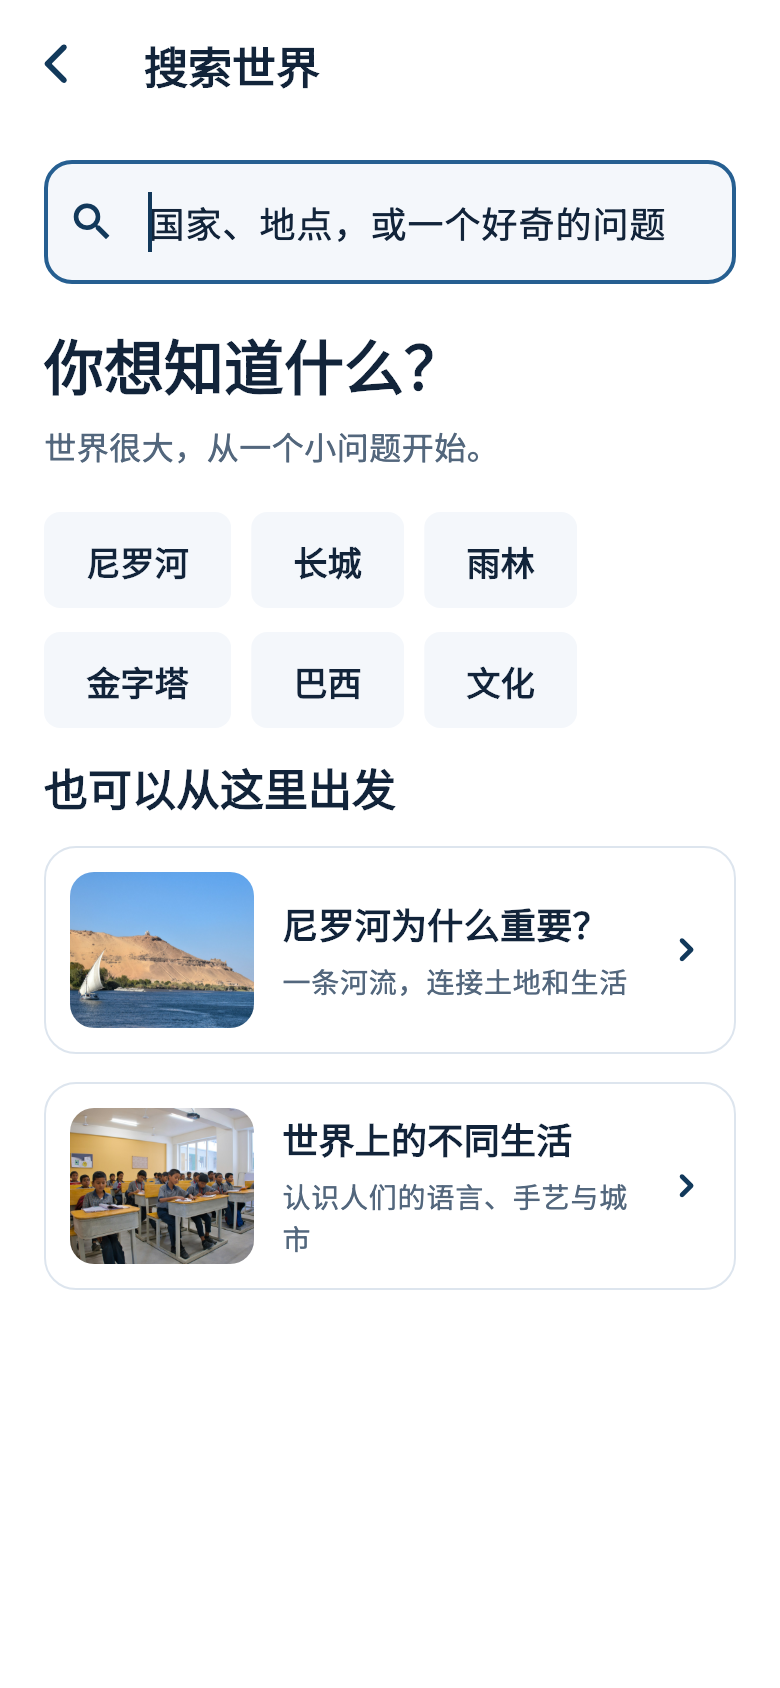 搜索世界
国家、地点，或一个好奇的问题
你想知道什么？
世界很大，从一个小问题开始。
尼罗河 长城 雨林
金字塔 巴西 文化
也可以从这里出发
尼罗河为什么重要？
一条河流，连接土地和生活
世界上的不同生活
认识人们的语言、手艺与城
市